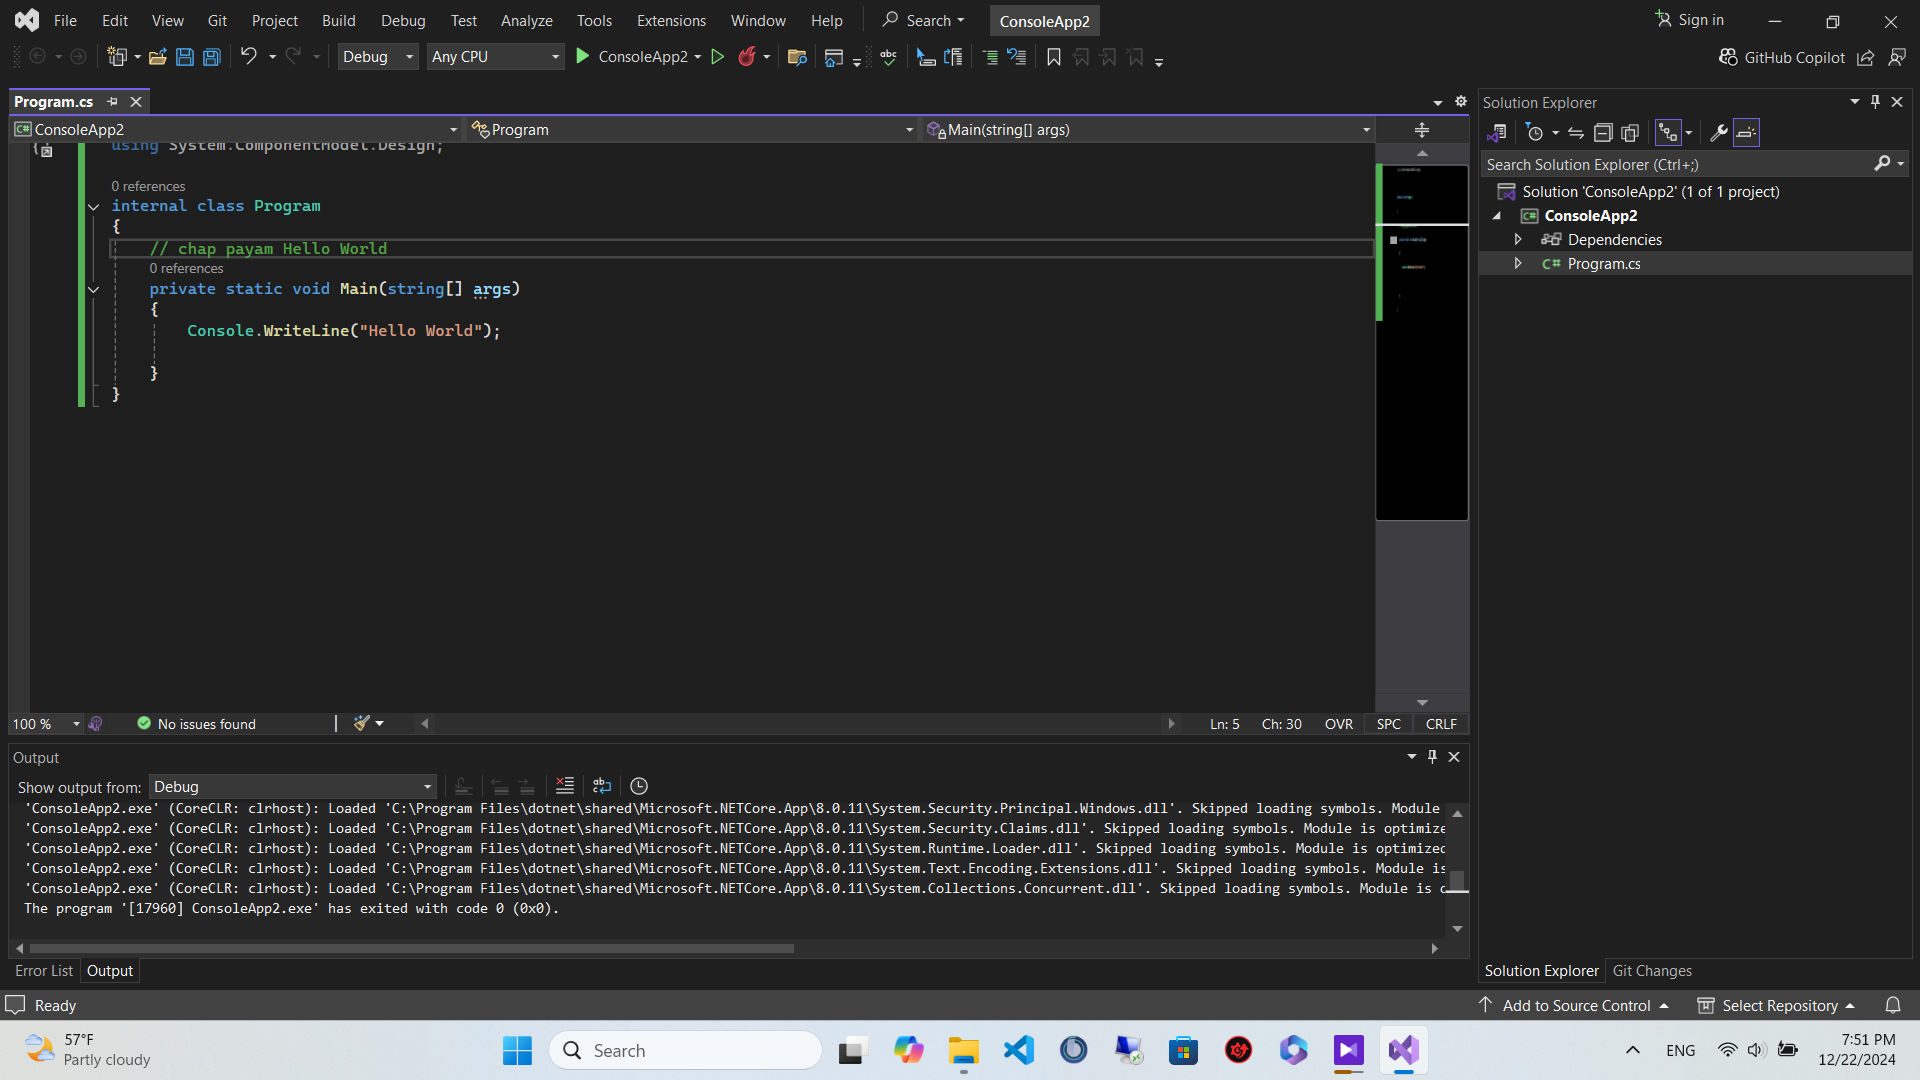 File Edit View Git Project Build Debug Test Analyze Tools Extensions Window Help Search ConsoleApp2 Sign in
Debug Any CPU ConsoleApp2 GitHub Copilot
Program.cs
ConsoleApp2 Program Main(string[] args)
using System.ComponentModel.Design;
0 references
internal class Program
{
// chap payam Hello World
0 references
private static void Main(string[] args)
{
Console.WriteLine("Hello World");
}
}
100 % No issues found Ln: 5 Ch: 30 OVR SPC CRLF
Output
Show output from: Debug
'ConsoleApp2.exe' (CoreCLR: clrhost): Loaded 'C:\Program Files\dotnet\shared\Microsoft.NETCore.App\8.0.11\System.Security.Principal.Windows.dll'. Skipped loading symbols. Module
'ConsoleApp2.exe' (CoreCLR: clrhost): Loaded 'C:\Program Files\dotnet\shared\Microsoft.NETCore.App\8.0.11\System.Security.Claims.dll'. Skipped loading symbols. Module is optimize
'ConsoleApp2.exe' (CoreCLR: clrhost): Loaded 'C:\Program Files\dotnet\shared\Microsoft.NETCore.App\8.0.11\System.Runtime.Loader.dll'. Skipped loading symbols. Module is optimized
'ConsoleApp2.exe' (CoreCLR: clrhost): Loaded 'C:\Program Files\dotnet\shared\Microsoft.NETCore.App\8.0.11\System.Text.Encoding.Extensions.dll'. Skipped loading symbols. Module is
'ConsoleApp2.exe' (CoreCLR: clrhost): Loaded 'C:\Program Files\dotnet\shared\Microsoft.NETCore.App\8.0.11\System.Collections.Concurrent.dll'. Skipped loading symbols. Module is o
The program '[17960] ConsoleApp2.exe' has exited with code 0 (0x0).
Error List Output
Solution Explorer
Search Solution Explorer (Ctrl+;)
Solution 'ConsoleApp2' (1 of 1 project)
ConsoleApp2
Dependencies
C# Program.cs
Solution Explorer Git Changes
Ready Add to Source Control Select Repository
57°F
Partly cloudy
Search
ENG
7:51 PM
12/22/2024